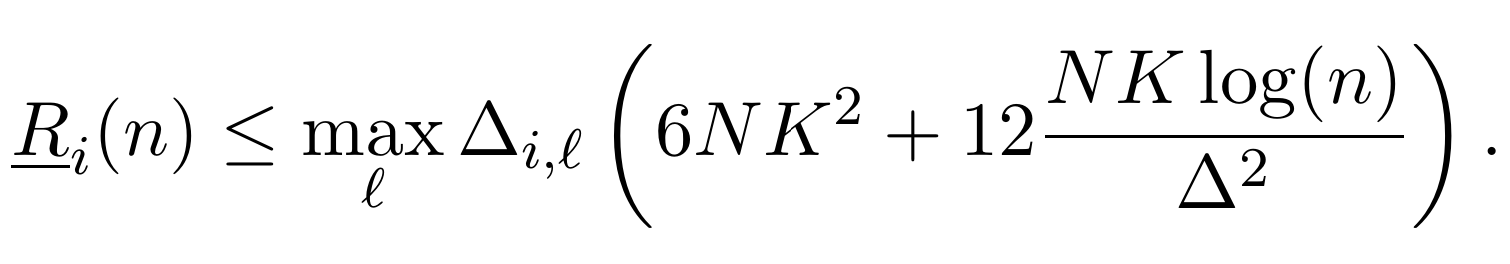 \underline{R}_i(n) \leq \max_{\ell} \Delta_{i,\ell} \left( 6NK^2 + 12 \frac{NK \log(n)}{\Delta^2} \right).